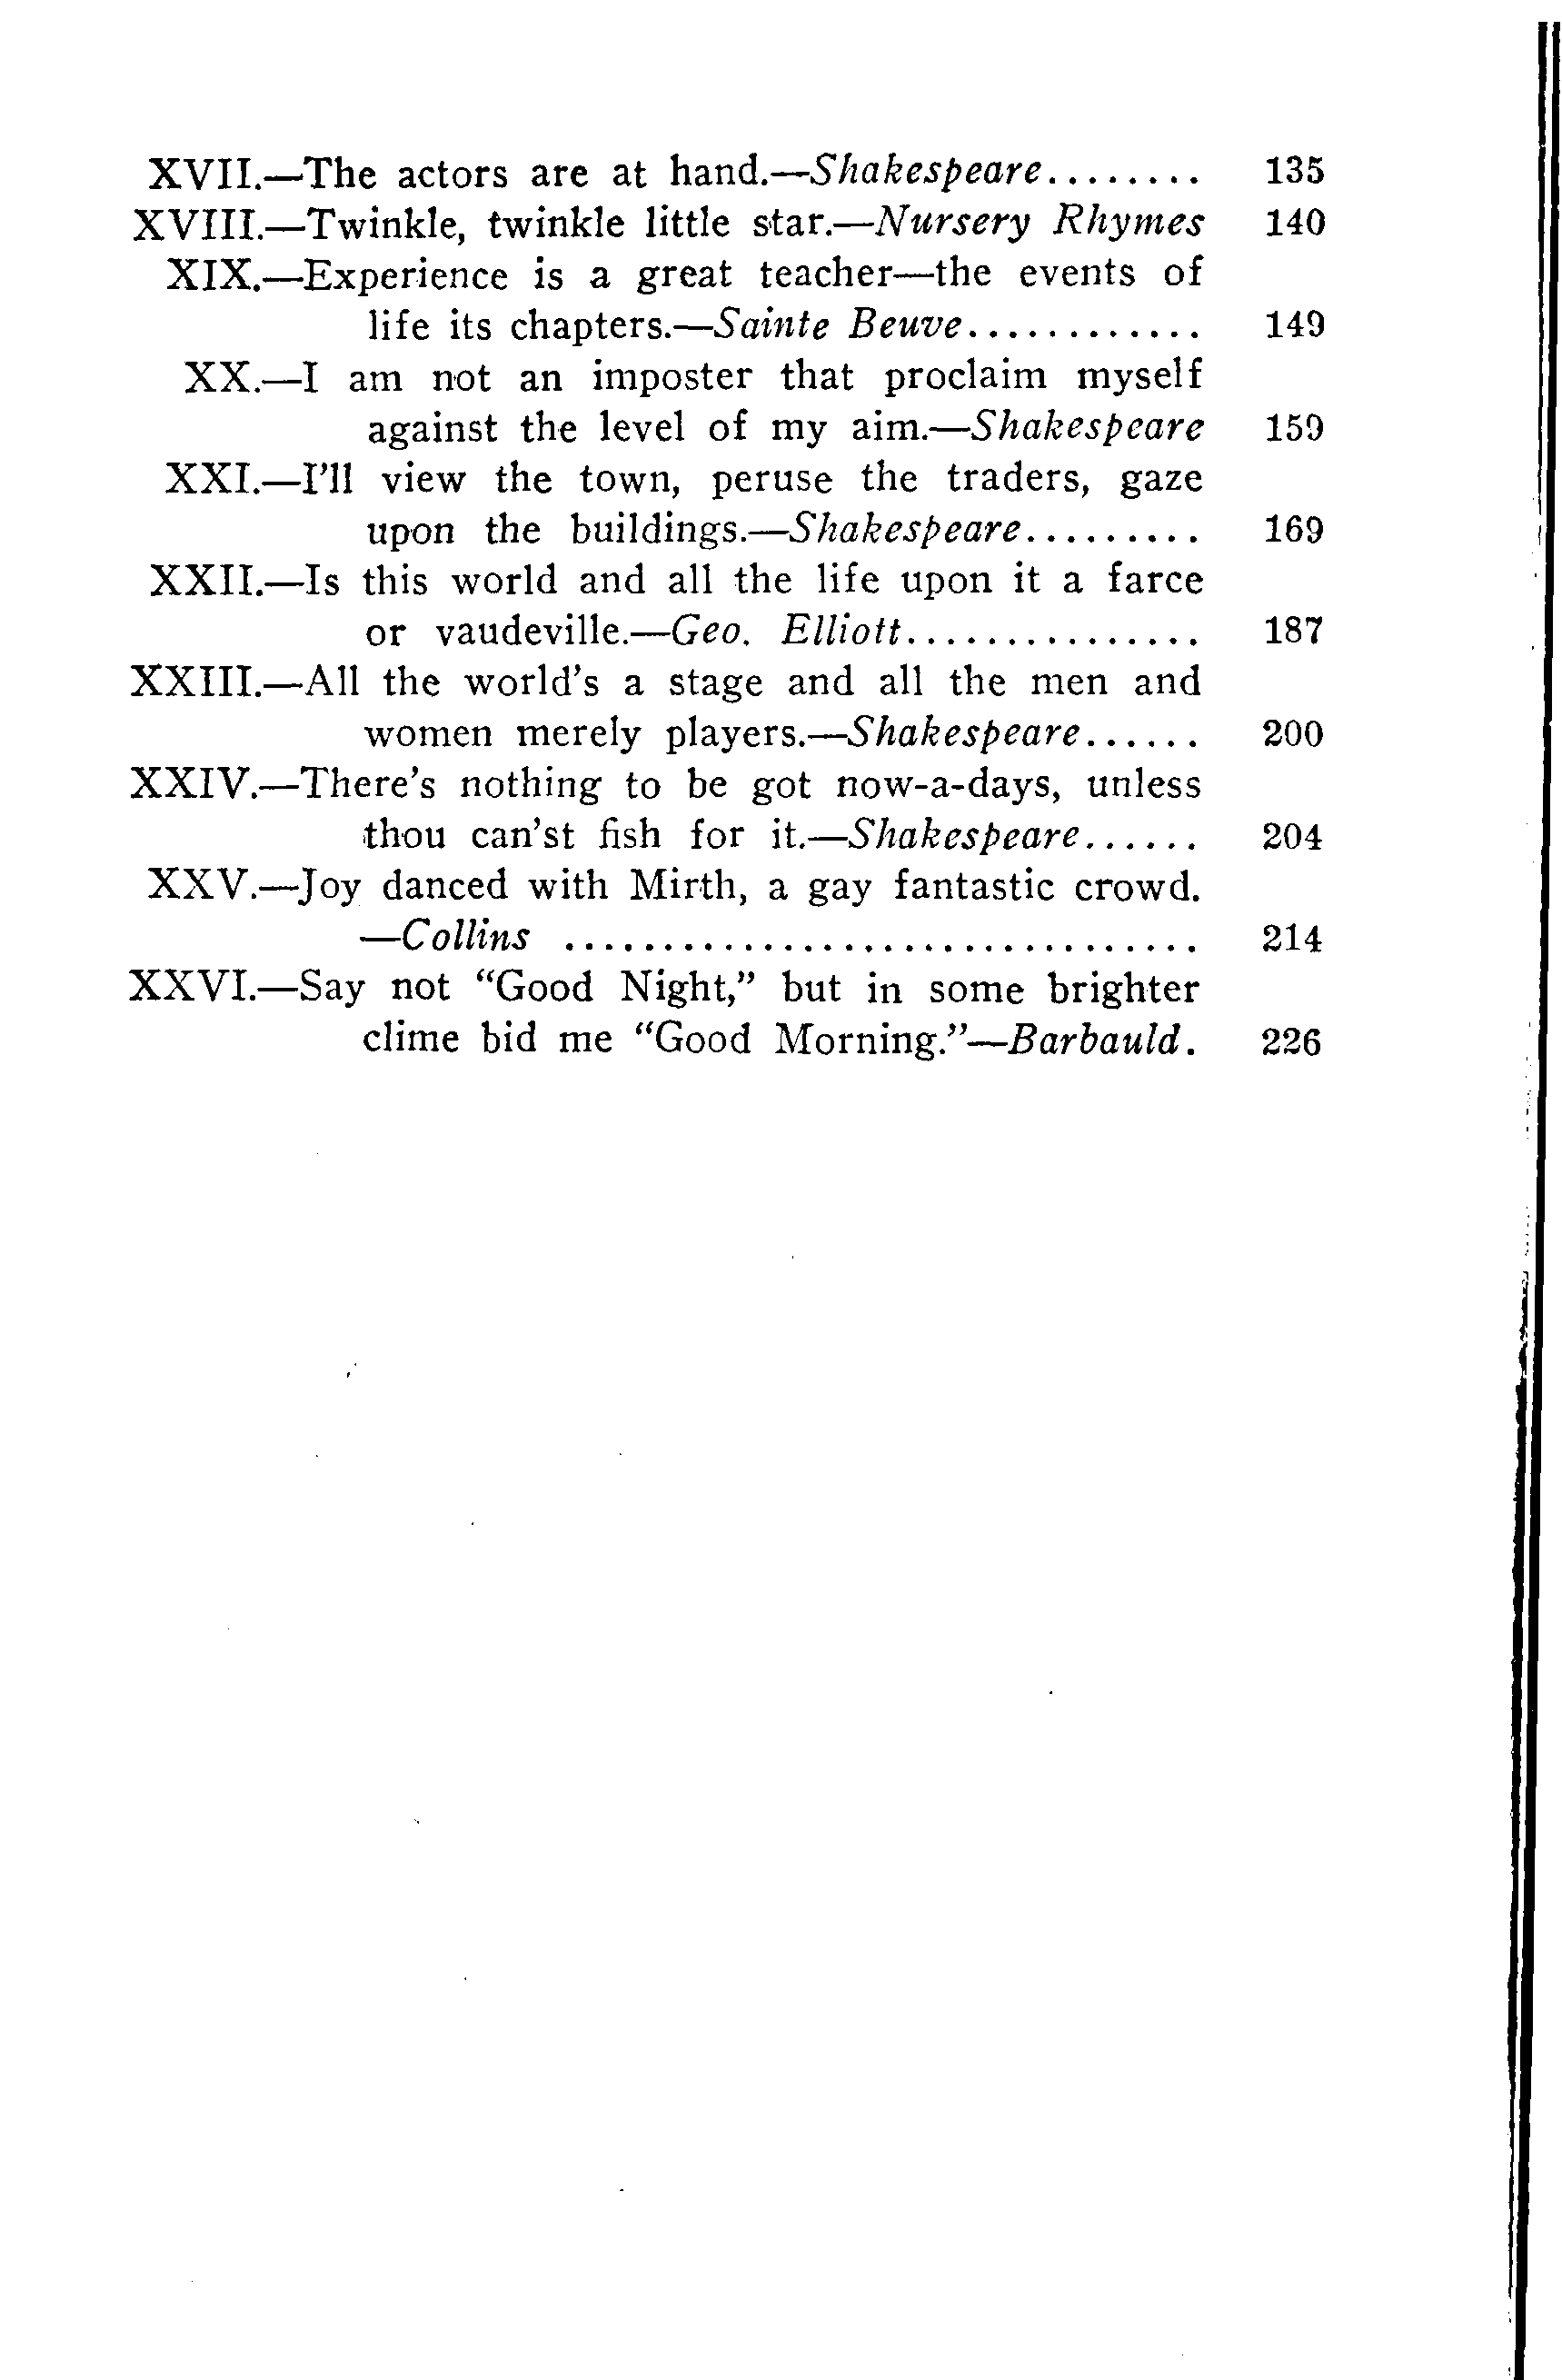 XVII.—The actors are at hand.—Shakespeare........ 135
XVIII.—Twinkle, twinkle little star.—Nursery Rhymes 140
XIX.—Experience is a great teacher—the events of
life its chapters.—Sainte Beuve............ 149
XX.—I am not an imposter that proclaim myself
against the level of my aim.—Shakespeare 159
XXI.—I'll view the town, peruse the traders, gaze
upon the buildings.—Shakespeare......... 169
XXII.—Is this world and all the life upon it a farce
or vaudeville.—Geo. Elliott............... 187
XXIII.—All the world's a stage and all the men and
women merely players.—Shakespeare...... 200
XXIV.—There's nothing to be got now-a-days, unless
thou can'st fish for it.—Shakespeare...... 204
XXV.—Joy danced with Mirth, a gay fantastic crowd.
—Collins ................................ 214
XXVI.—Say not "Good Night," but in some brighter
clime bid me "Good Morning."—Barbauld. 226